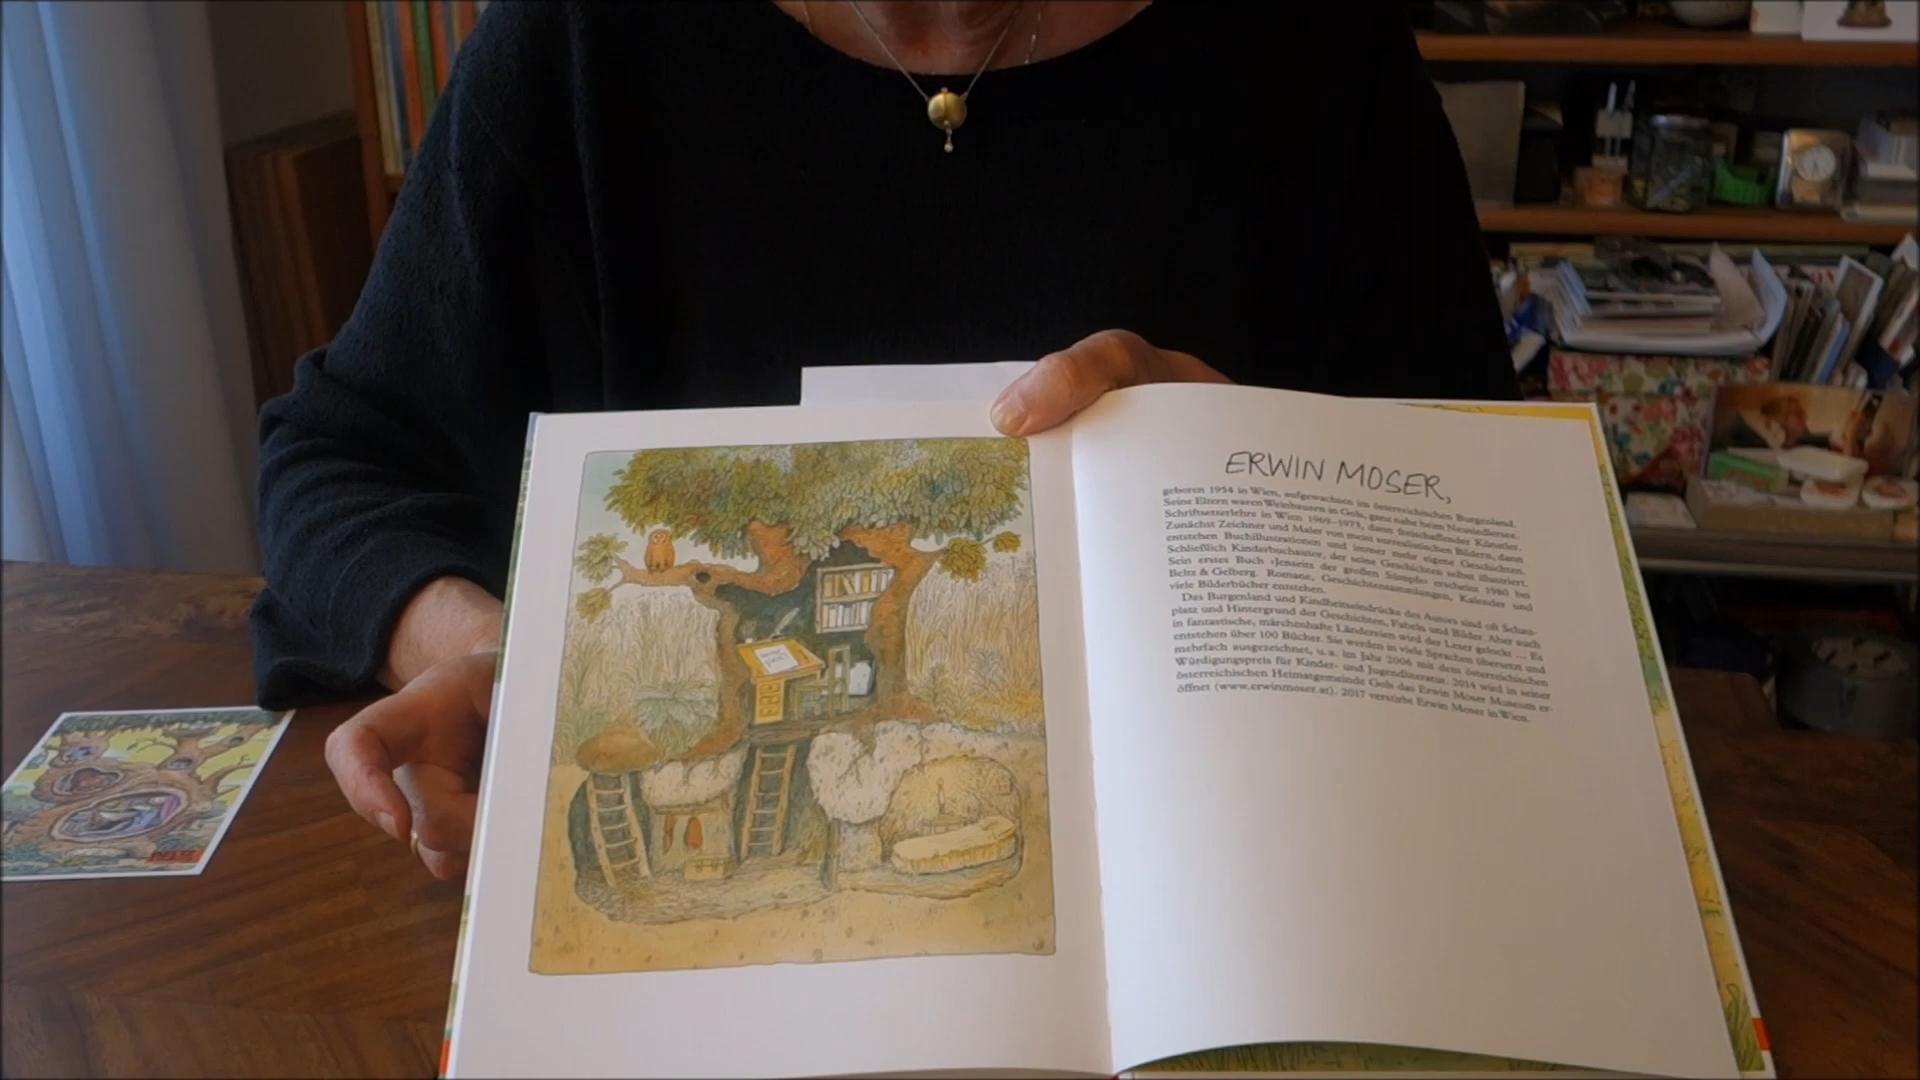 ERWIN MOSER,
geboren 1954 in Wien, aufgewachsen im österreichischen Burgenland.
Seine Eltern waren Weinbauern in Gols, ganz nahe beim Neusiedlersee.
Schriftsetzerlehre in Wien 1969–1973, dann freischaffender Künstler.
Zunächst Zeichner und Maler von meist surrealistischen Bildern, dann
entstehen Buchillustrationen und immer mehr eigene Geschichten.
Schließlich Kinderbuchautor, der seine Geschichten selbst illustriert.
Sein erstes Buch ›Jenseits der großen Sümpfe‹ erscheint 1980 bei
Beltz & Gelberg. Romane, Geschichtensammlungen, Kalender und
viele Bilderbücher entstehen.
Das Burgenland und Kindheitseindrücke des Autors sind oft Schau-
platz und Hintergrund der Geschichten, Fabeln und Bilder. Aber auch
in fantastische, märchenhafte Ländereien wird der Leser gelockt ... Es
entstehen über 100 Bücher. Sie werden in viele Sprachen übersetzt und
mehrfach ausgezeichnet, u. a. im Jahr 2006 mit dem österreichischen
Würdigungspreis für Kinder- und Jugendliteratur. 2014 wird in seiner
österreichischen Heimatgemeinde Gols das Erwin Moser Museum er-
öffnet (www.erwinmoser.at). 2017 verstirbt Erwin Moser in Wien.